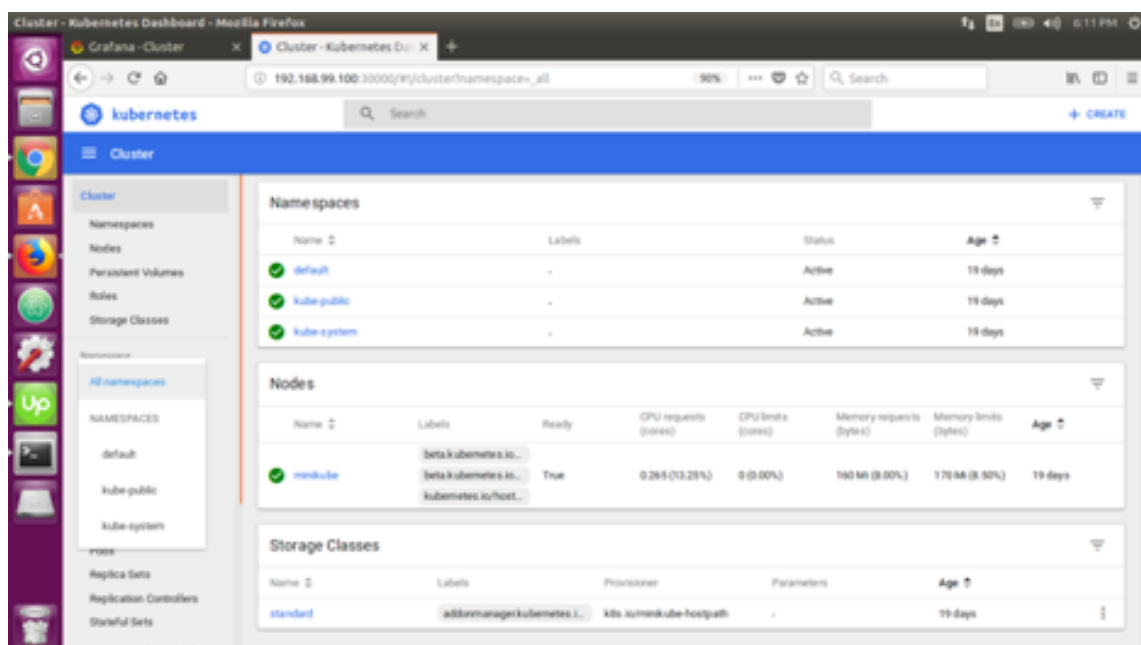 Cluster - Kubernetes Dashboard - Mozilla Firefox
6:11 PM
Grafana - Cluster
Cluster - Kubernetes Da
192.168.99.100:30000/#!/cluster?namespace=_all
90%
Search
kubernetes
Search
+ CREATE
Cluster
Cluster
Namespaces
Nodes
Persistent Volumes
Roles
Storage Classes
Namespace
All namespaces
NAMESPACES
default
kube-public
kube-system
Pods
Replica Sets
Replication Controllers
Stateful Sets
Namespaces
Name Labels Status Age
default - Active 19 days
kube-public - Active 19 days
kube-system - Active 19 days
Nodes
Name Labels Ready CPU requests (cores) CPU limits (cores) Memory requests (bytes) Memory limits (bytes) Age
beta.kubernetes.io...
minikube beta.kubernetes.io... True 0.265 (13.25%) 0 (0.00%) 160 Mi (8.00%) 170 Mi (8.50%) 19 days
kubernetes.io/host...
Storage Classes
Name Labels Provisioner Parameters Age
standard addonmanager.kubernetes.i... k8s.io/minikube-hostpath - 19 days
Up